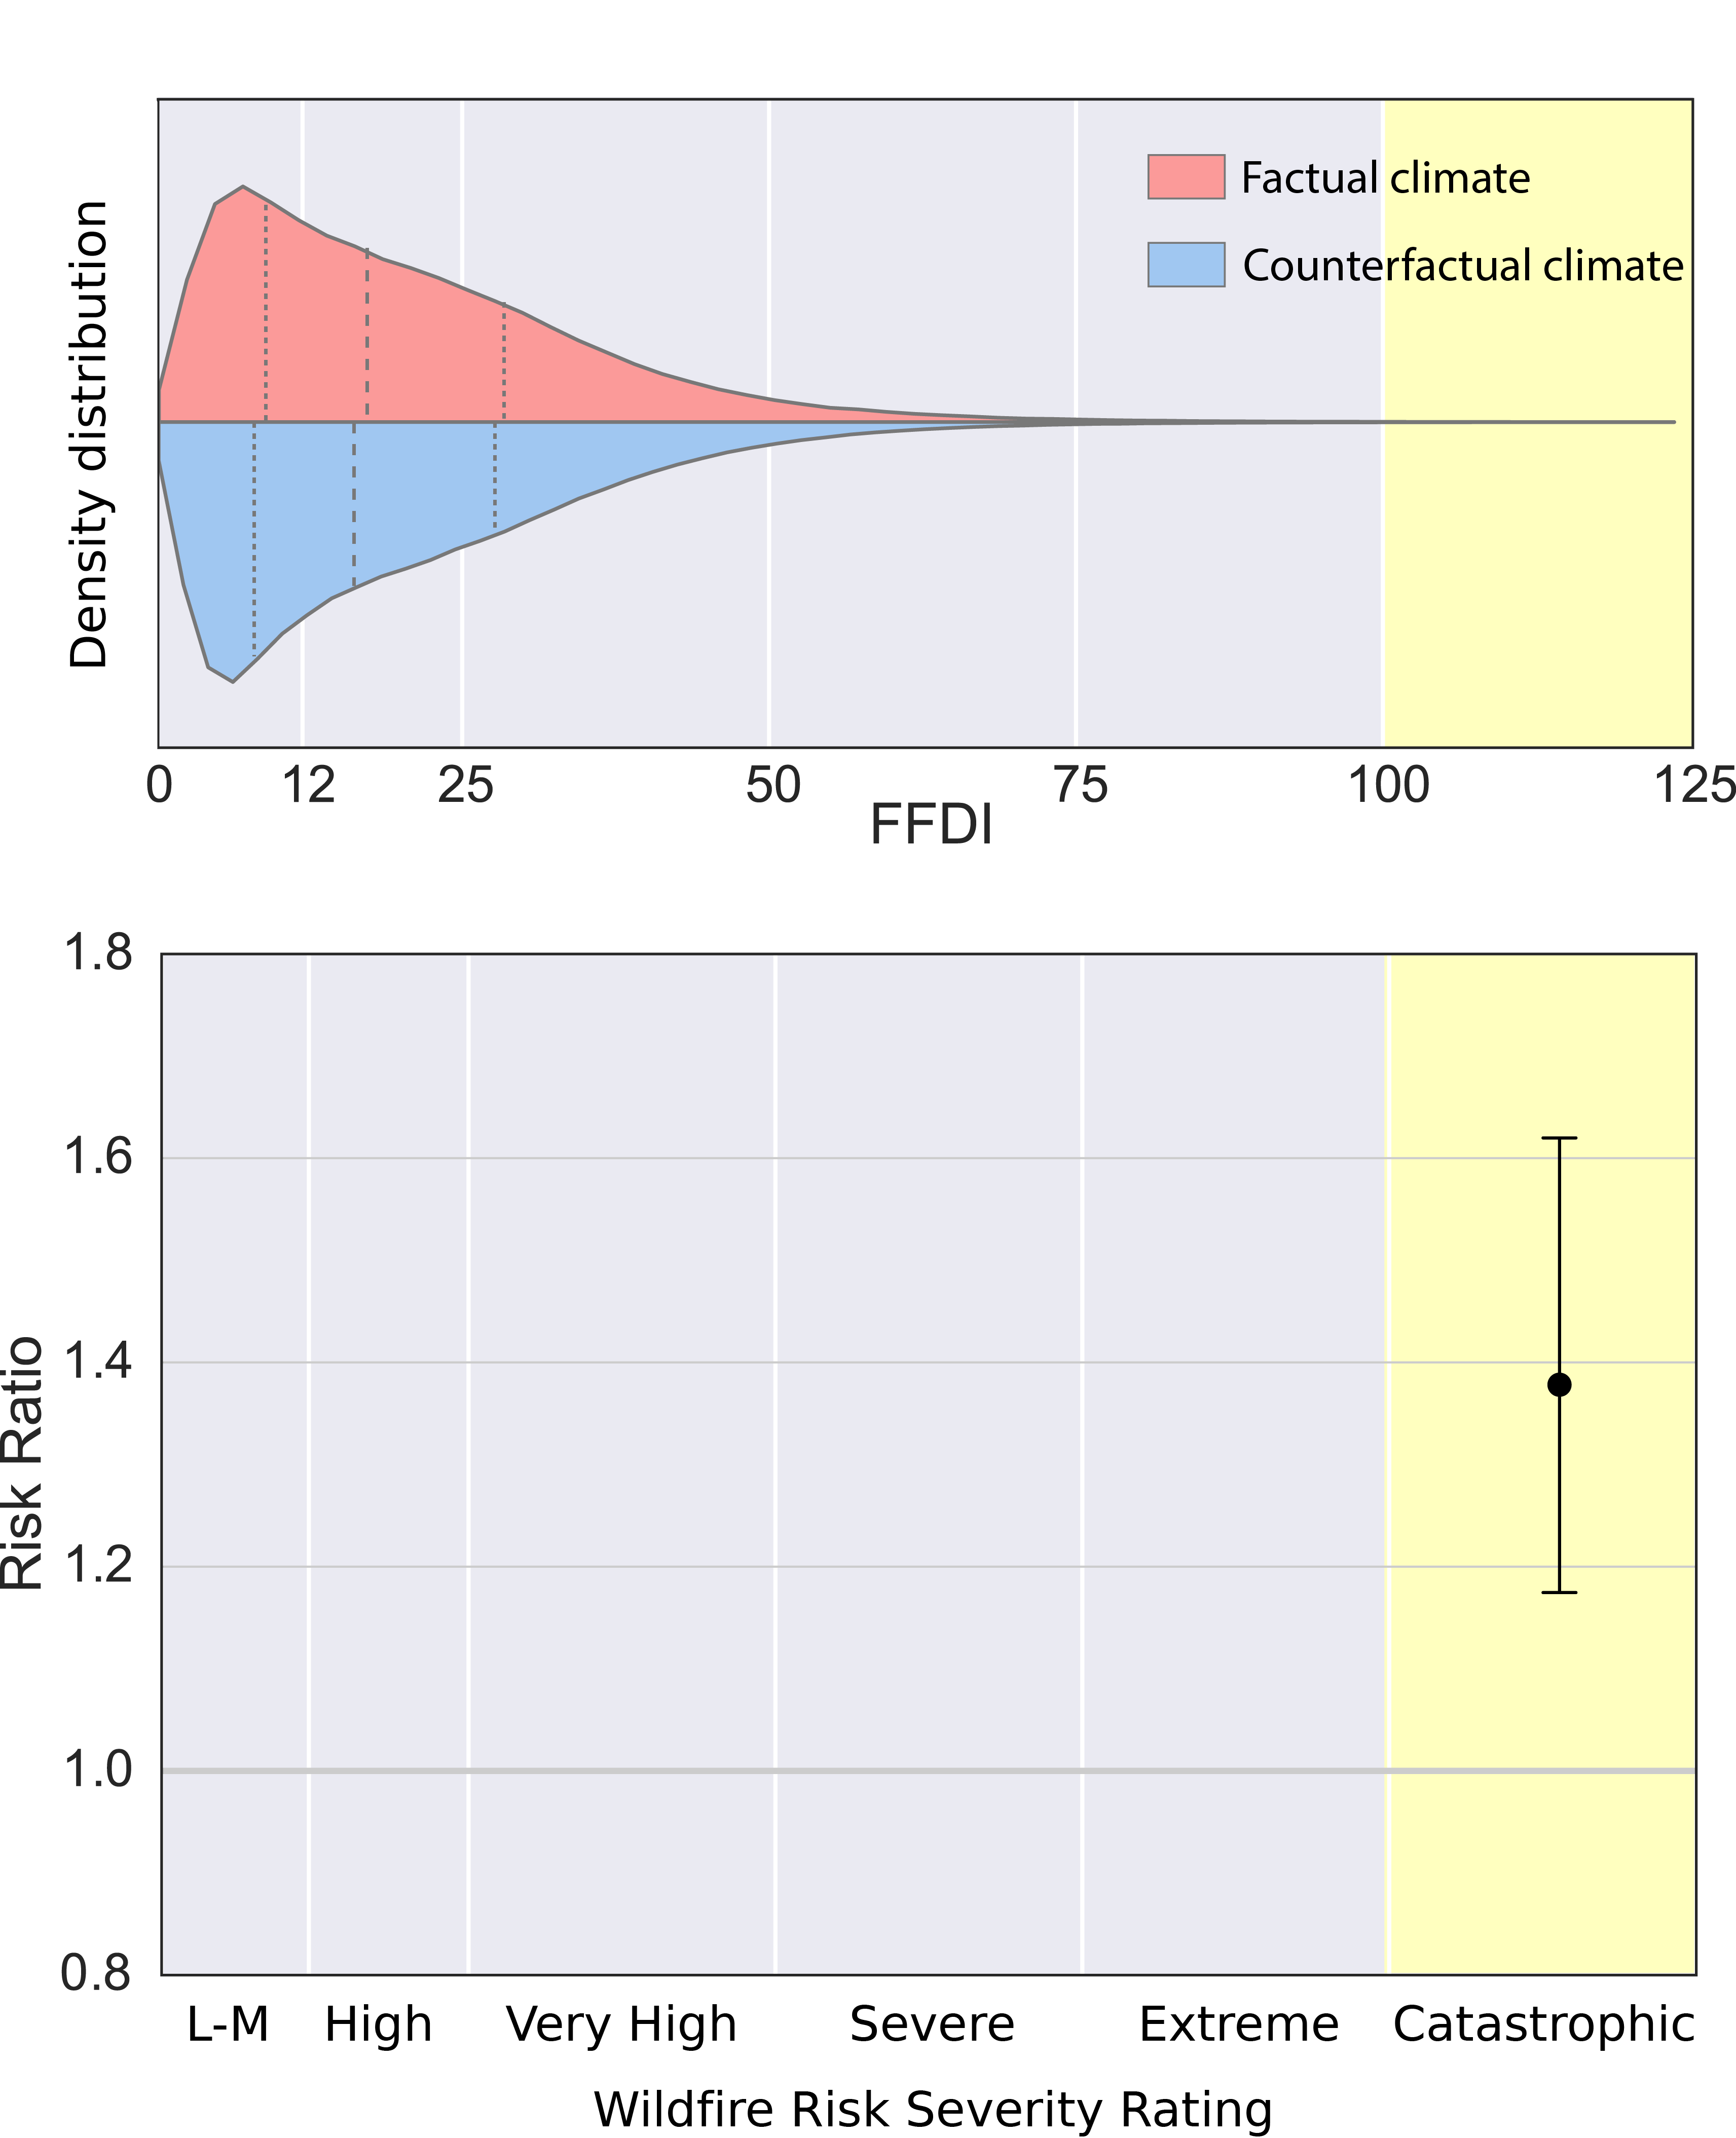 Factual climate
Counterfactual climate
Density distribution
0 12 25 50 75 100 125
FFDI
1.8
1.6
1.4
1.2
1.0
0.8
Risk Ratio
L-M High Very High Severe Extreme Catastrophic
Wildfire Risk Severity Rating